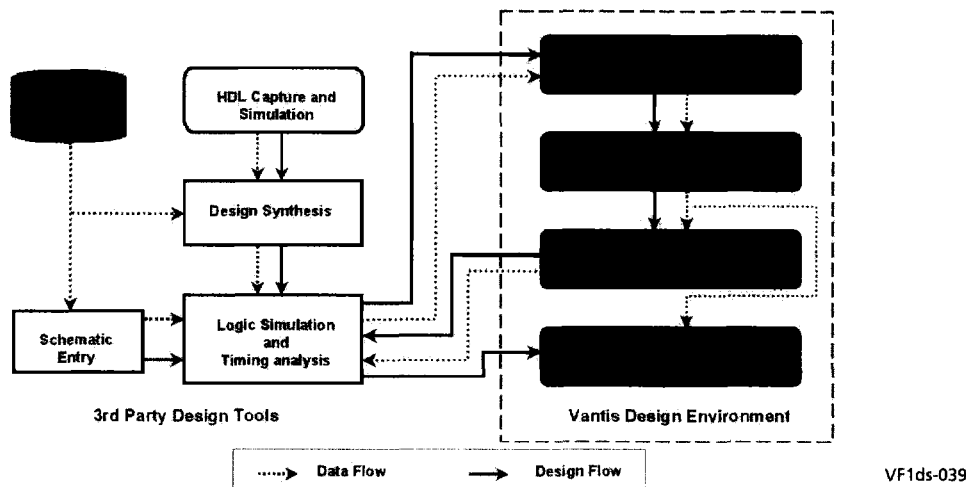 HDL Capture and
Simulation
Design Synthesis
Logic Simulation
and
Timing analysis
Schematic
Entry
3rd Party Design Tools
Vantis Design Environment
Data Flow
Design Flow
VF1ds-039